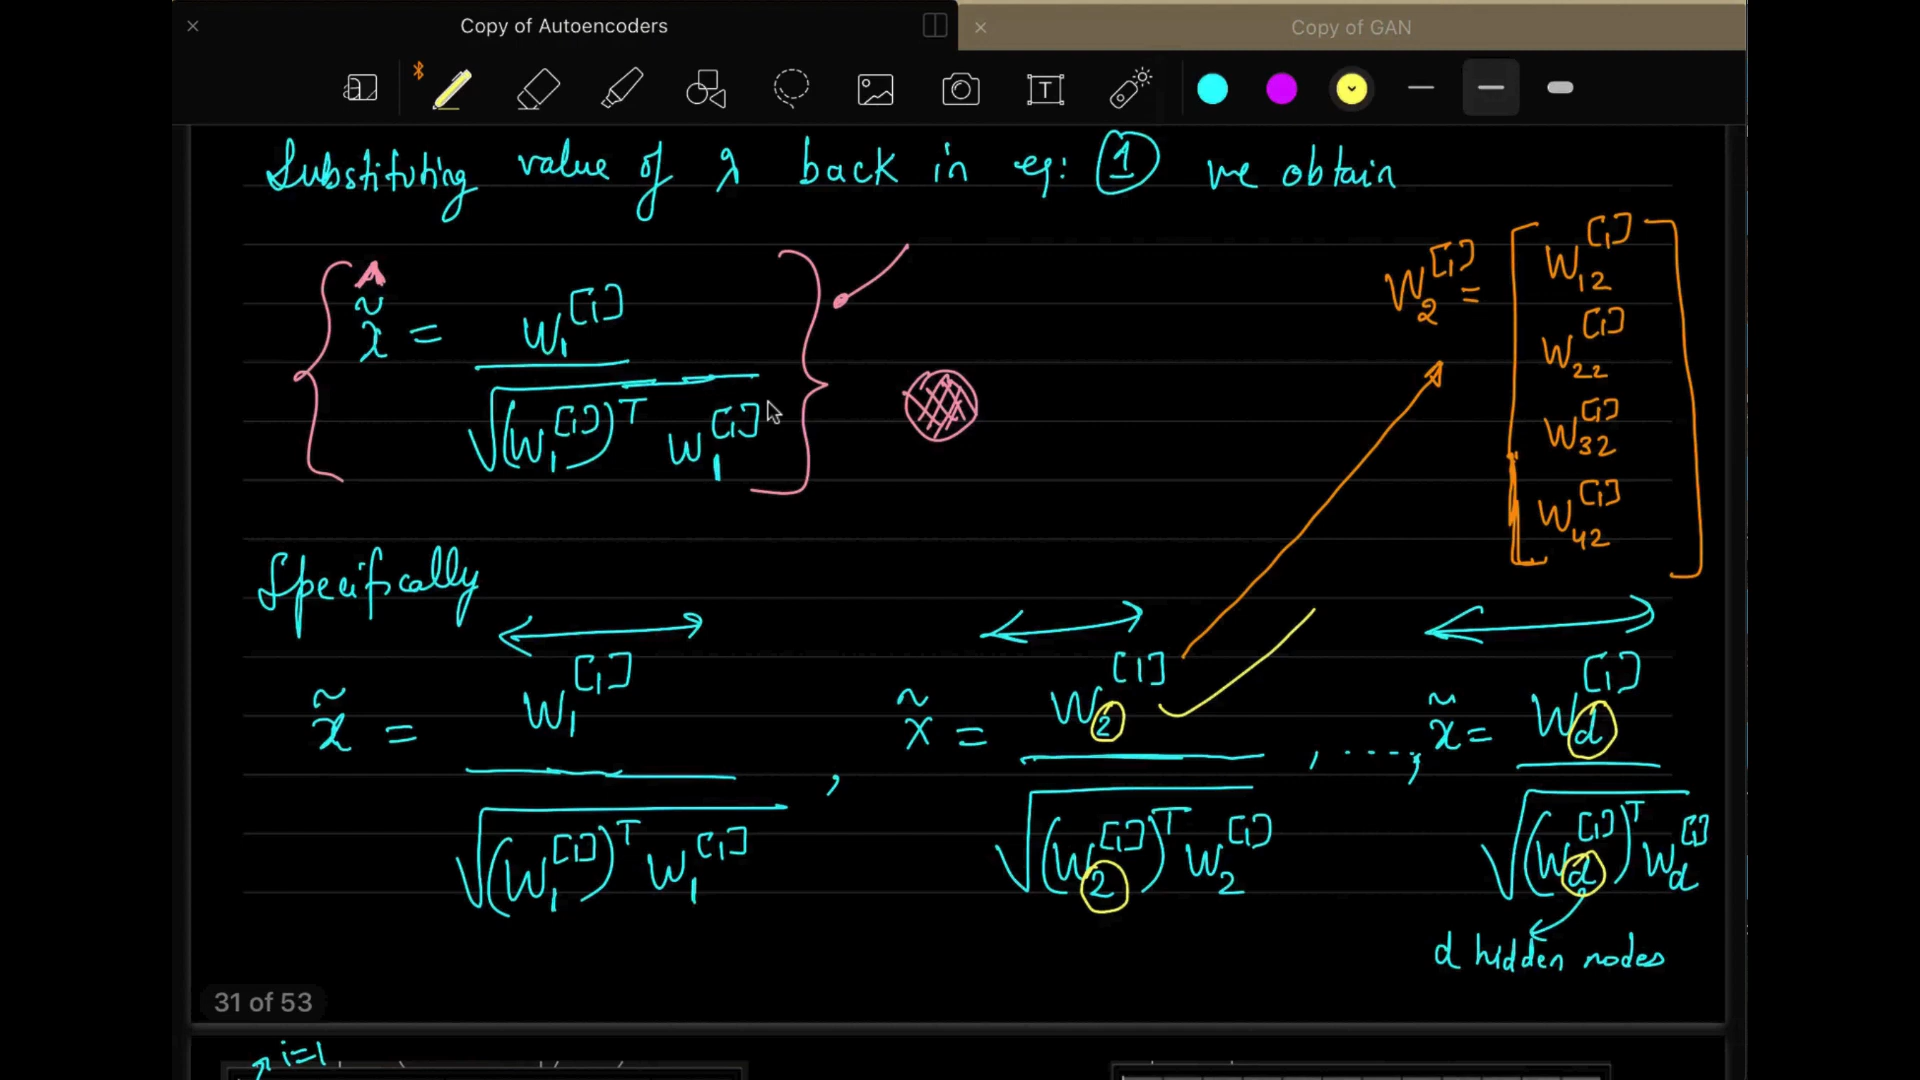 Copy of Autoencoders
Copy of GAN
T
Substituting value of λ back in eq: 1 we obtain
x̃ = W₁^[1] / √((W₁^[1])^T W₁^[1])
W₂^[1] = [W₁₂^[1]
W₂₂^[1]
W₃₂^[1]
W₄₂^[1]]
Specifically
x̃ = W₁^[1] / √((W₁^[1])^T W₁^[1]) , x̃ = W₂^[1] / √((W₂^[1])^T W₂^[1]) , ...., x̃ = W_d^[1] / √((W_d^[1])^T W_d^[1])
d hidden nodes
31 of 53
i=1